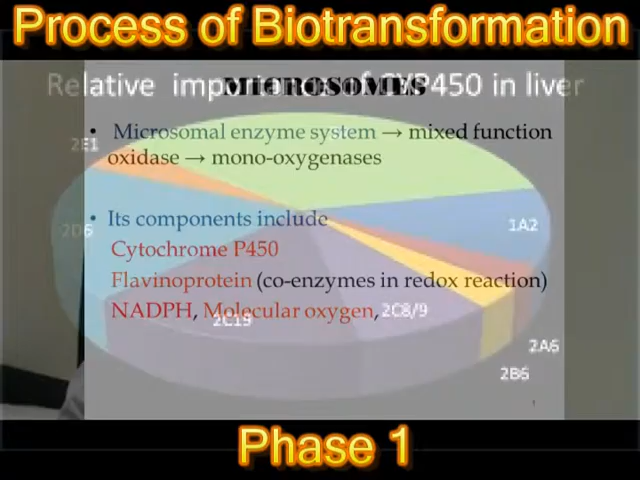 Process of Biotransformation
Relative importance of CYP450 in liver
MICROSOMES
• Microsomal enzyme system → mixed function
oxidase → mono-oxygenases
2E1
• Its components include
1A2
2D6
Cytochrome P450
Flavinoprotein (co-enzymes in redox reaction)
NADPH, Molecular oxygen,
2C19
2C8/9
2A6
2B6
Phase 1